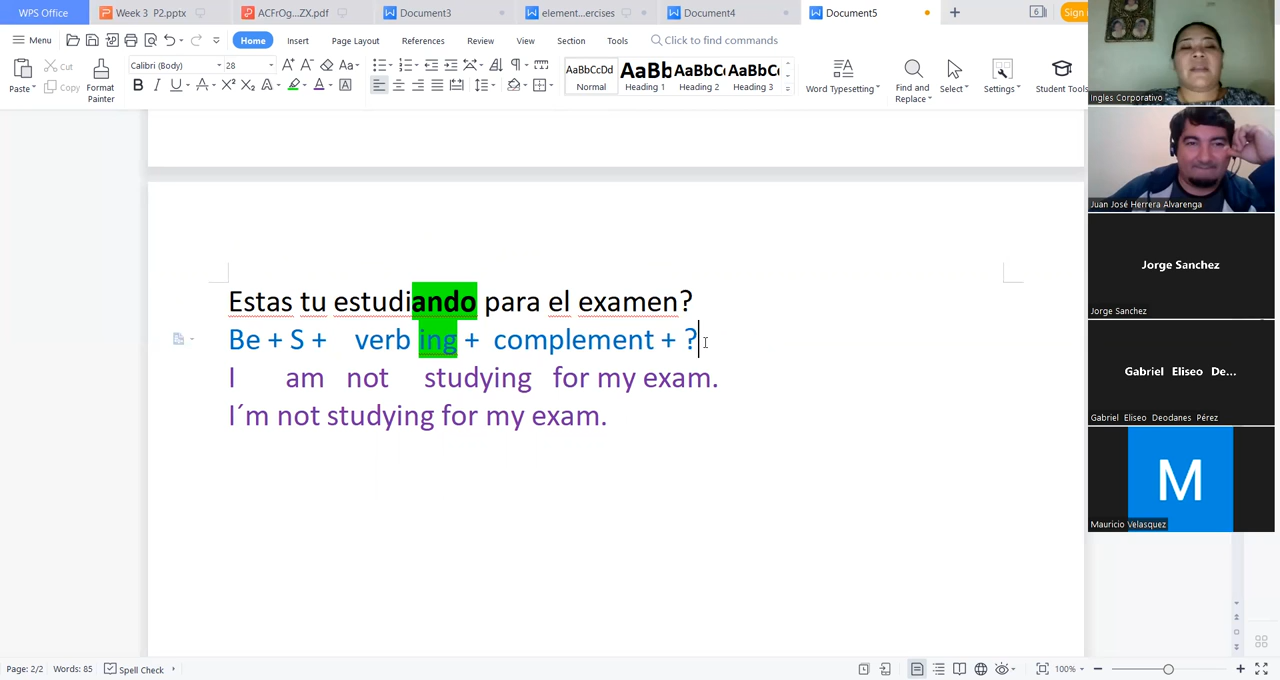 WPS Office Week 3 P2.pptx ACFrOg...ZX.pdf Document3 element...ercises Document4 Document5 6 Sign
Menu Home Insert Page Layout References Review View Section Tools Click to find commands
Paste Cut Copy Format Painter Calibri (Body) 28 AaBbCcDd Normal AaBb Heading 1 AaBbCc Heading 2 AaBbCc Heading 3 Word Typesetting Find and Replace Select Settings Student Tools
Ingles Corporativo
Juan José Herrera Alvarenga
Jorge Sanchez
Jorge Sanchez
Estas tu estudiando para el examen?
Be + S + verb ing + complement + ?
I am not studying for my exam.
I´m not studying for my exam.
Gabriel Eliseo De...
Gabriel Eliseo Deodanes Pérez
M
Mauricio Velasquez
Page: 2/2 Words: 85 Spell Check 100%